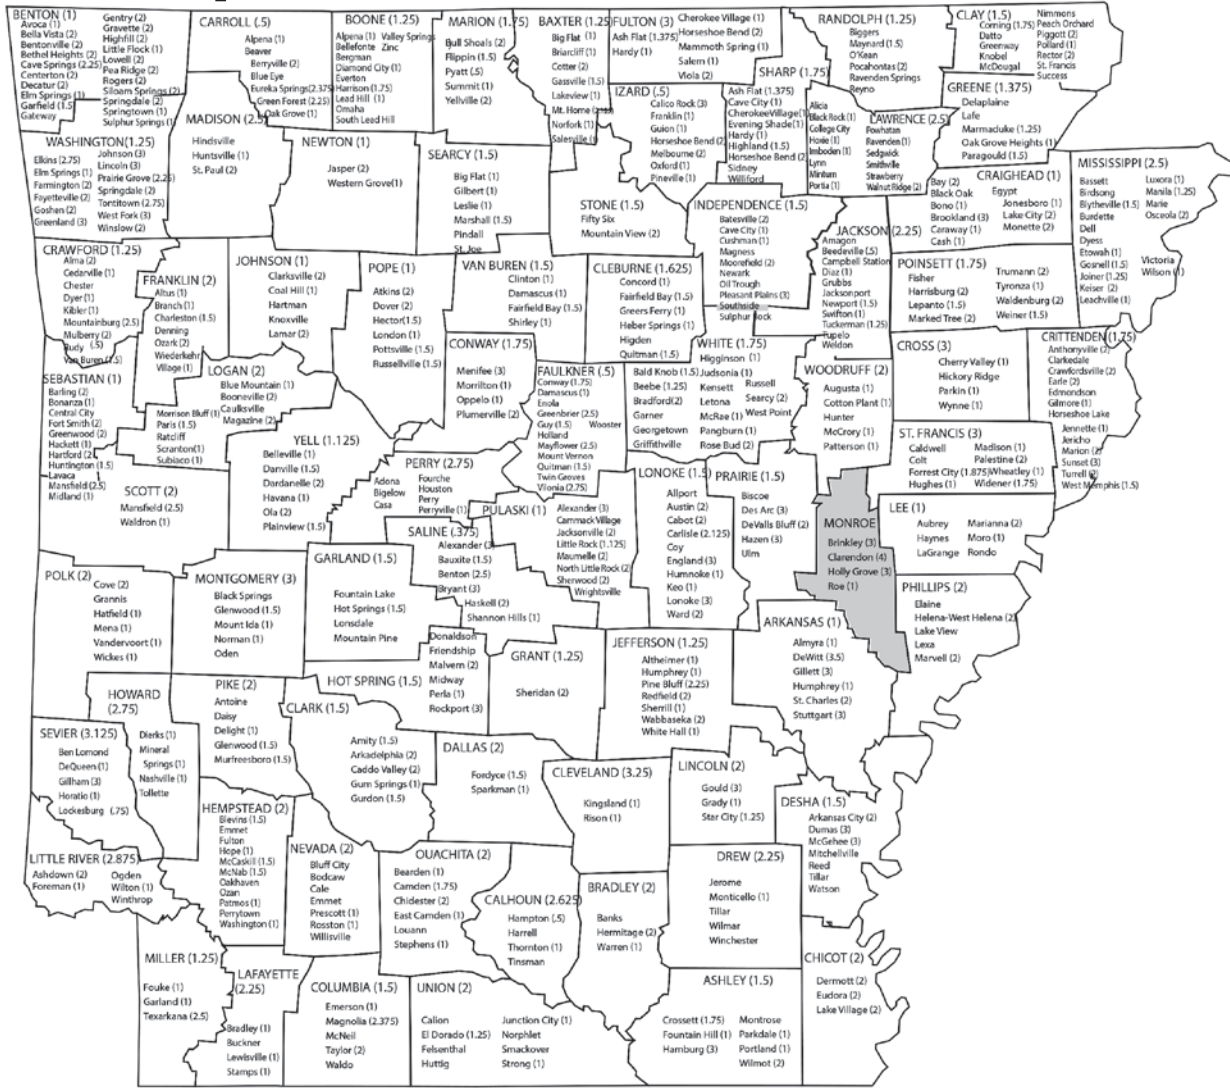 BENTON (1)
Avoca (1)
Bella Vista (2)
Bentonville (2)
Bethel Heights (2)
Cave Springs (2.25)
Centerton (2)
Decatur (2)
Elm Springs (1)
Garfield (1.5)
Gateway
Gentry (2)
Gravette (2)
Highfill (2)
Little Flock (1)
Lowell (2)
Pea Ridge (2)
Rogers (2)
Siloam Springs (2)
Springdale (2)
Springtown (1)
Sulphur Springs (1)
CARROLL (.5)
Alpena (1)
Beaver
Berryville (2)
Blue Eye
Eureka Springs(2.375)
Green Forest (2.25)
Oak Grove (1)
BOONE (1.25)
Alpena (1)
Bellefonte
Bergman
Diamond City (1)
Everton
Harrison (1.75)
Lead Hill (1)
Omaha
South Lead Hill
Valley Springs
Zinc
MARION (1.75)
Bull Shoals (2)
Flippin (1.5)
Pyatt (.5)
Summit (1)
Yellville (2)
BAXTER (1.25)
Big Flat (1)
Briarcliff (1)
Cotter (2)
Gassville (1.5)
Lakeview (1)
Mt. Home
Norfork (1)
Salesville
FULTON (3)
Ash Flat (1.375)
Hardy (1)
Cherokee Village (1)
Horseshoe Bend (2)
Mammoth Spring (1)
Salem (1)
Viola (2)
RANDOLPH (1.25)
Biggers
Maynard (1.5)
O'Kean
Pocahontas (2)
Ravenden Springs
Reyno
CLAY (1.5)
Corning (1.75)
Datto
Greenway
Knobel
McDougal
Nimmons
Peach Orchard
Piggott (2)
Pollard (1)
Rector (2)
St. Francis
Success
SHARP (1.75)
Ash Flat (1.375)
Cave City (1)
CherokeeVillage(1)
Evening Shade(1)
Hardy (1)
Highland (1.5)
Horseshoe Bend (2)
Sidney
Williford
IZARD (.5)
Calico Rock (3)
Franklin (1)
Guion (1)
Horseshoe Bend (2)
Melbourne (2)
Oxford (1)
Pineville (1)
GREENE (1.375)
Delaplaine
Lafe
Marmaduke (1.25)
Oak Grove Heights (1)
Paragould (1.5)
LAWRENCE (2.5)
Alicia
Black Rock (1)
College City
Hoxie (1)
Imboden (1)
Lynn
Minturn
Portia (1)
Powhatan
Ravenden (1)
Sedgwick
Smithville
Strawberry
Walnut Ridge (2)
MADISON (2.5)
Hindsville
Huntsville (1)
St. Paul (2)
WASHINGTON(1.25)
Elkins (2.75)
Elm Springs (1)
Farmington (2)
Fayetteville (2)
Goshen (2)
Greenland (3)
Johnson (3)
Lincoln (3)
Prairie Grove (2.25)
Springdale (2)
Tontitown (2.75)
West Fork (3)
Winslow (2)
NEWTON (1)
Jasper (2)
Western Grove(1)
SEARCY (1.5)
Big Flat (1)
Gilbert (1)
Leslie (1)
Marshall (1.5)
Pindall
St. Joe
STONE (1.5)
Fifty Six
Mountain View (2)
INDEPENDENCE (1.5)
Batesville (2)
Cave City (1)
Cushman (1)
Magness
Moorefield (2)
Newark
Oil Trough
Pleasant Plains (3)
Southside
Sulphur Rock
CRAIGHEAD (1)
Bay (2)
Black Oak
Bono (1)
Brookland (3)
Caraway (1)
Cash (1)
Egypt
Jonesboro (1)
Lake City (2)
Monette (2)
MISSISSIPPI (2.5)
Bassett
Birdsong
Blytheville (1.5)
Burdette
Dell
Dyess
Etowah (1)
Gosnell (1.5)
Joiner (1.25)
Keiser (2)
Leachville (1)
Luxora (1)
Manila (1.25)
Marie
Osceola (2)
Victoria
Wilson (1)
JACKSON (2.25)
Amagon
Beedeville (.5)
Campbell Station
Diaz (1)
Grubbs
Jacksonport
Newport (1.5)
Swifton (1)
Tuckerman (1.25)
Tupelo
Weldon
CRAWFORD (1.25)
Alma (2)
Cedarville (1)
Chester
Dyer (1)
Kibler (1)
Mountainburg (2.5)
Mulberry (2)
Rudy (.5)
Van Buren (1.5)
FRANKLIN (2)
Altus (1)
Branch (1)
Charleston (1.5)
Denning
Ozark (2)
Wiederkehr
Village (1)
JOHNSON (1)
Clarksville (2)
Coal Hill (1)
Hartman
Knoxville
Lamar (2)
POPE (1)
Atkins (2)
Dover (2)
Hector(1.5)
London (1)
Pottsville (1.5)
Russellville (1.5)
VAN BUREN (1.5)
Clinton (1)
Damascus (1)
Fairfield Bay (1.5)
Shirley (1)
CLEBURNE (1.625)
Concord (1)
Fairfield Bay (1.5)
Greers Ferry (1)
Heber Springs (1)
Higden
Quitman (1.5)
POINSETT (1.75)
Fisher
Harrisburg (2)
Lepanto (1.5)
Marked Tree (2)
Trumann (2)
Tyronza (1)
Waldenburg (2)
Weiner (1.5)
CONWAY (1.75)
Menifee (3)
Morrilton (1)
Oppelo (1)
Plumerville (2)
FAULKNER (.5)
Conway (1.75)
Damascus (1)
Enola
Greenbrier (2.5)
Guy (1.5)
Holland
Mayflower (2.5)
Mount Vernon
Quitman (1.5)
Twin Groves
Vilonia (2.75)
Wooster
WHITE (1.75)
Bald Knob (1.5)
Beebe (1.25)
Bradford(2)
Garner
Georgetown
Griffithville
Higginson (1)
Judsonia (1)
Kensett
Letona
McRae (1)
Pangburn (1)
Rose Bud (2)
Russell
Searcy (2)
West Point
WOODRUFF (2)
Augusta (1)
Cotton Plant (1)
Hunter
McCrory (1)
Patterson (1)
CROSS (3)
Cherry Valley (1)
Hickory Ridge
Parkin (1)
Wynne (1)
CRITTENDEN (1.75)
Anthonyville (2)
Clarkedale
Crawfordsville (2)
Earle (2)
Edmondson
Gilmore (1)
Horseshoe Lake
Jennette (1)
Jericho
Marion (2)
Sunset (3)
Turrell (2)
West Memphis (1.5)
SEBASTIAN (1)
Barling (2)
Bonanza (1)
Central City
Fort Smith (2)
Greenwood (2)
Hackett (1)
Hartford (2)
Huntington (1.5)
Lavaca
Mansfield (2.5)
Midland (1)
LOGAN (2)
Blue Mountain (1)
Booneville (2)
Caulksville
Magazine (2)
Morrison Bluff (1)
Paris (1.5)
Ratcliff
Scranton(1)
Subiaco (1)
YELL (1.125)
Belleville (1)
Danville (1.5)
Dardanelle (2)
Havana (1)
Ola (2)
Plainview (1.5)
PERRY (2.75)
Adona
Bigelow
Casa
Fourche
Houston
Perry
Perryville (1)
SCOTT (2)
Mansfield (2.5)
Waldron (1)
ST. FRANCIS (3)
Caldwell
Colt
Forrest City (1.875)
Hughes (1)
Madison (1)
Palestine (2)
Wheatley (1)
Widener (1.75)
LONOKE (1.5)
Allport
Austin (2)
Cabot (2)
Carlisle (2.125)
Coy
England (3)
Humnoke (1)
Keo (1)
Lonoke (3)
Ward (2)
PRAIRIE (1.5)
Biscoe
Des Arc (3)
DeValls Bluff (2)
Hazen (3)
Ulm
PULASKI (1)
Alexander (3)
Cammack Village
Jacksonville (2)
Little Rock (1.125)
Maumelle (2)
North Little Rock (2)
Sherwood (2)
Wrightsville
MONROE
Brinkley (3)
Clarendon (4)
Holly Grove (3)
Roe (1)
LEE (1)
Aubrey
Haynes
LaGrange
Marianna (2)
Moro (1)
Rondo
SALINE (.375)
Alexander (3)
Bauxite (1.5)
Benton (2.5)
Bryant (3)
Haskell (2)
Shannon Hills (1)
GARLAND (1.5)
Fountain Lake
Hot Springs (1.5)
Lonsdale
Mountain Pine
POLK (2)
Cove (2)
Grannis
Hatfield (1)
Mena (1)
Vandervoort (1)
Wickes (1)
MONTGOMERY (3)
Black Springs
Glenwood (1.5)
Mount Ida (1)
Norman (1)
Oden
PHILLIPS (2)
Elaine
Helena-West Helena (2)
Lake View
Lexa
Marvell (2)
ARKANSAS (1)
Almyra (1)
DeWitt (3.5)
Gillett (3)
Humphrey (1)
St. Charles (2)
Stuttgart (3)
JEFFERSON (1.25)
Altheimer (1)
Humphrey (1)
Pine Bluff (2.25)
Redfield (2)
Sherrill (1)
Wabbaseka (2)
White Hall (1)
GRANT (1.25)
Sheridan (2)
HOT SPRING (1.5)
Donaldson
Friendship
Malvern (2)
Midway
Perla (1)
Rockport (3)
HOWARD
(2.75)
Dierks (1)
Mineral
Springs (1)
Nashville (1)
Tollette
PIKE (2)
Antoine
Daisy
Delight (1)
Glenwood (1.5)
Murfreesboro (1.5)
CLARK (1.5)
Amity (1.5)
Arkadelphia (2)
Caddo Valley (2)
Gum Springs (1)
Gurdon (1.5)
SEVIER (3.125)
Ben Lomond
DeQueen (1)
Gillham (3)
Horatio (1)
Lockesburg (.75)
DALLAS (2)
Fordyce (1.5)
Sparkman (1)
CLEVELAND (3.25)
Kingsland (1)
Rison (1)
LINCOLN (2)
Gould (3)
Grady (1)
Star City (1.25)
DESHA (1.5)
Arkansas City (2)
Dumas (3)
McGehee (3)
Mitchellville
Reed
Tillar
Watson
HEMPSTEAD (2)
Blevins (1.5)
Emmet
Fulton
Hope (1)
McCaskill (1.5)
McNab (1.5)
Oakhaven
Ozan
Patmos (1)
Perrytown
Washington (1)
LITTLE RIVER (2.875)
Ashdown (2)
Foreman (1)
Ogden
Wilton (1)
Winthrop
NEVADA (2)
Bluff City
Bodcaw
Cale
Emmet
Prescott (1)
Rosston (1)
Willisville
OUACHITA (2)
Bearden (1)
Camden (1.75)
Chidester (2)
East Camden (1)
Louann
Stephens (1)
CALHOUN (2.625)
Hampton (.5)
Harrell
Thornton (1)
Tinsman
BRADLEY (2)
Banks
Hermitage (2)
Warren (1)
DREW (2.25)
Jerome
Monticello (1)
Tillar
Wilmar
Winchester
MILLER (1.25)
Fouke (1)
Garland (1)
Texarkana (2.5)
LAFAYETTE
(2.25)
Bradley (1)
Buckner
Lewisville (1)
Stamps (1)
COLUMBIA (1.5)
Emerson (1)
Magnolia (2.375)
McNeil
Taylor (2)
Waldo
UNION (2)
Calion
El Dorado (1.25)
Felsenthal
Huttig
Junction City (1)
Norphlet
Smackover
Strong (1)
ASHLEY (1.5)
Crossett (1.75)
Fountain Hill (1)
Hamburg (3)
Montrose
Parkdale (1)
Portland (1)
Wilmot (2)
CHICOT (2)
Dermott (2)
Eudora (2)
Lake Village (2)